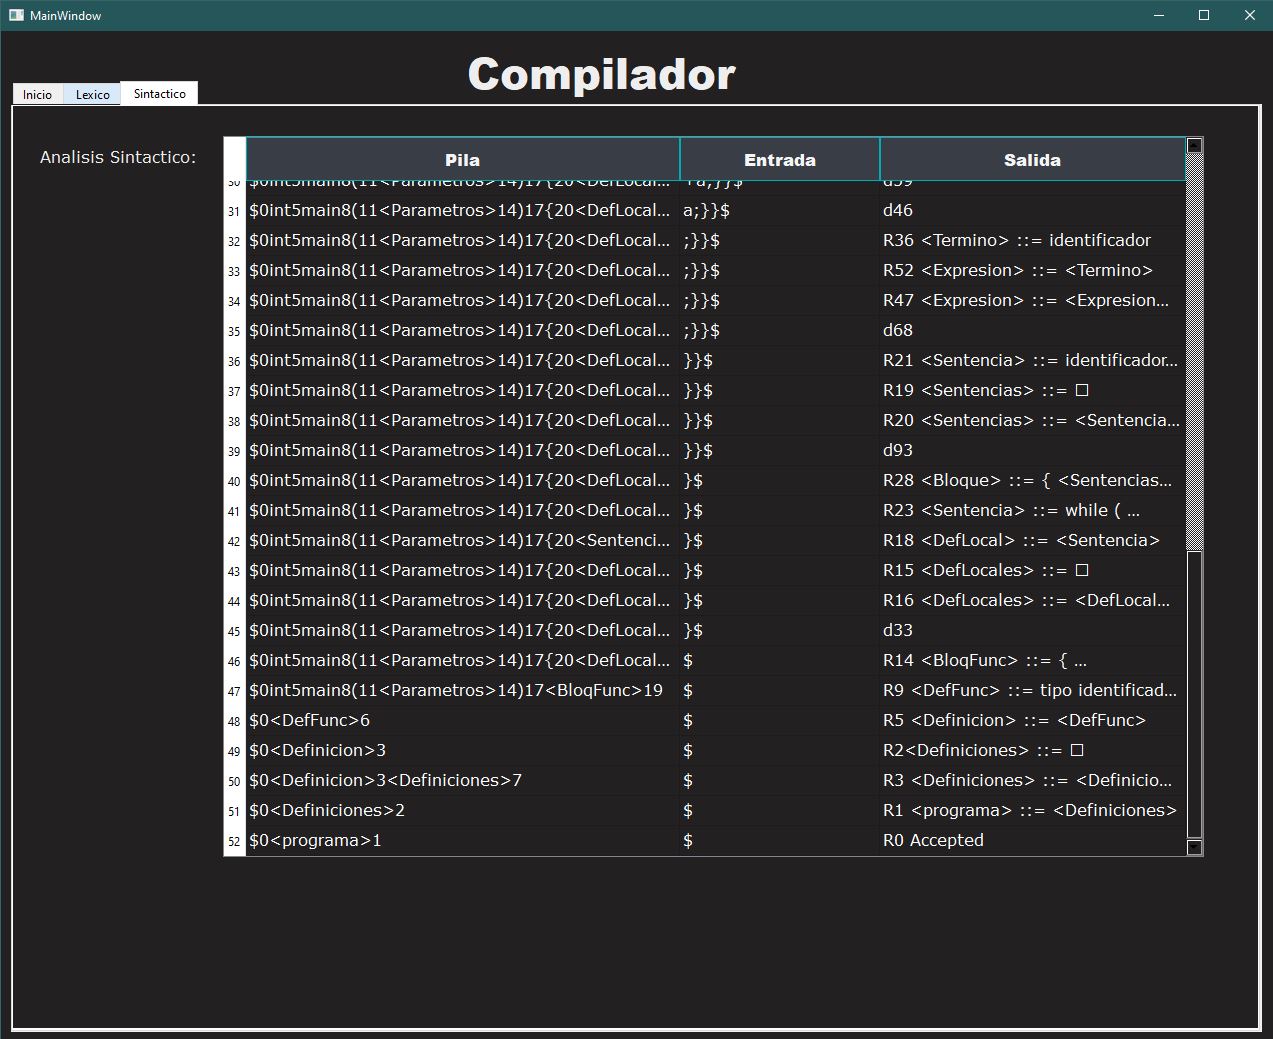 MainWindow
Compilador
Inicio Lexico Sintactico
Analisis Sintactico:
Pila Entrada Salida
30 $0int5main8(11<Parametros>14)17{20<DefLocal... +a;}}$ d59
31 $0int5main8(11<Parametros>14)17{20<DefLocal... a;}}$ d46
32 $0int5main8(11<Parametros>14)17{20<DefLocal... ;}}$ R36 <Termino> ::= identificador
33 $0int5main8(11<Parametros>14)17{20<DefLocal... ;}}$ R52 <Expresion> ::= <Termino>
34 $0int5main8(11<Parametros>14)17{20<DefLocal... ;}}$ R47 <Expresion> ::= <Expresion...
35 $0int5main8(11<Parametros>14)17{20<DefLocal... ;}}$ d68
36 $0int5main8(11<Parametros>14)17{20<DefLocal... }}$ R21 <Sentencia> ::= identificador...
37 $0int5main8(11<Parametros>14)17{20<DefLocal... }}$ R19 <Sentencias> ::= □
38 $0int5main8(11<Parametros>14)17{20<DefLocal... }}$ R20 <Sentencias> ::= <Sentencia...
39 $0int5main8(11<Parametros>14)17{20<DefLocal... }}$ d93
40 $0int5main8(11<Parametros>14)17{20<DefLocal... }$ R28 <Bloque> ::= { <Sentencias...
41 $0int5main8(11<Parametros>14)17{20<DefLocal... }$ R23 <Sentencia> ::= while ( ...
42 $0int5main8(11<Parametros>14)17{20<Sentenci... }$ R18 <DefLocal> ::= <Sentencia>
43 $0int5main8(11<Parametros>14)17{20<DefLocal... }$ R15 <DefLocales> ::= □
44 $0int5main8(11<Parametros>14)17{20<DefLocal... }$ R16 <DefLocales> ::= <DefLocal...
45 $0int5main8(11<Parametros>14)17{20<DefLocal... }$ d33
46 $0int5main8(11<Parametros>14)17{20<DefLocal... $ R14 <BloqFunc> ::= { ...
47 $0int5main8(11<Parametros>14)17<BloqFunc>19 $ R9 <DefFunc> ::= tipo identificad...
48 $0<DefFunc>6 $ R5 <Definicion> ::= <DefFunc>
49 $0<Definicion>3 $ R2<Definiciones> ::= □
50 $0<Definicion>3<Definiciones>7 $ R3 <Definiciones> ::= <Definicio...
51 $0<Definiciones>2 $ R1 <programa> ::= <Definiciones>
52 $0<programa>1 $ R0 Accepted